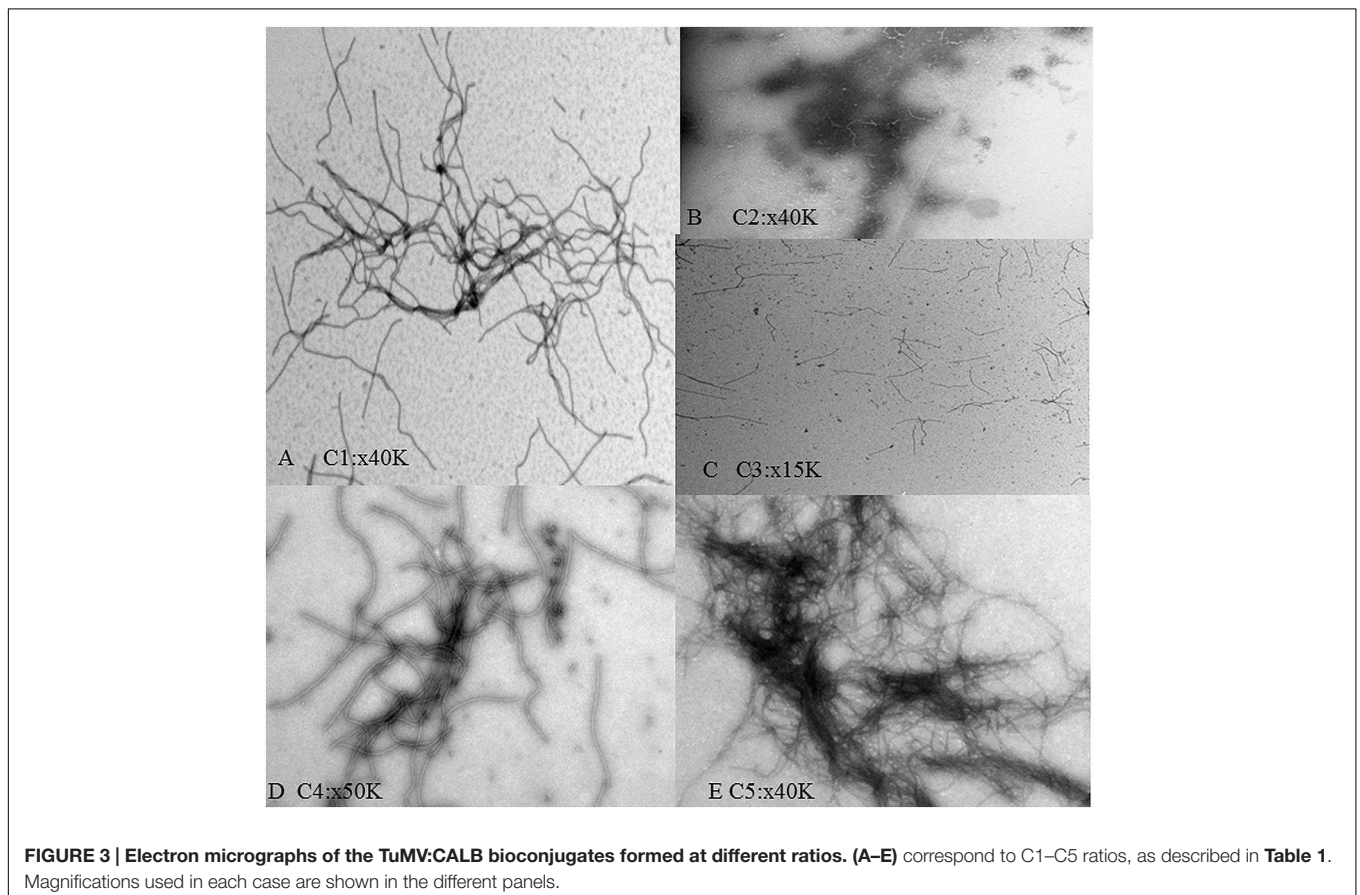 A C1:x40K
B C2:x40K
C C3:x15K
D C4:x50K
E C5:x40K
FIGURE 3 | Electron micrographs of the TuMV:CALB bioconjugates formed at different ratios. (A–E) correspond to C1–C5 ratios, as described in Table 1.
Magnifications used in each case are shown in the different panels.